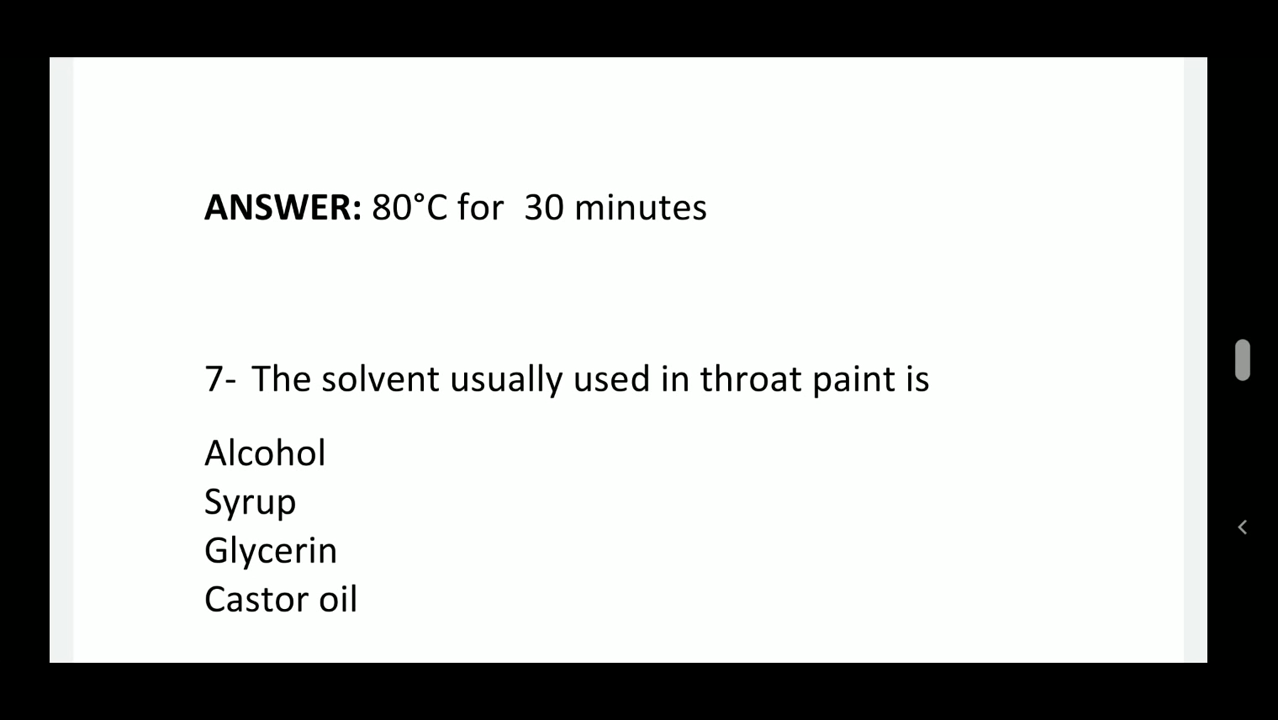 ANSWER: 80°C for  30 minutes
7-  The solvent usually used in throat paint is
Alcohol
Syrup
Glycerin
Castor oil